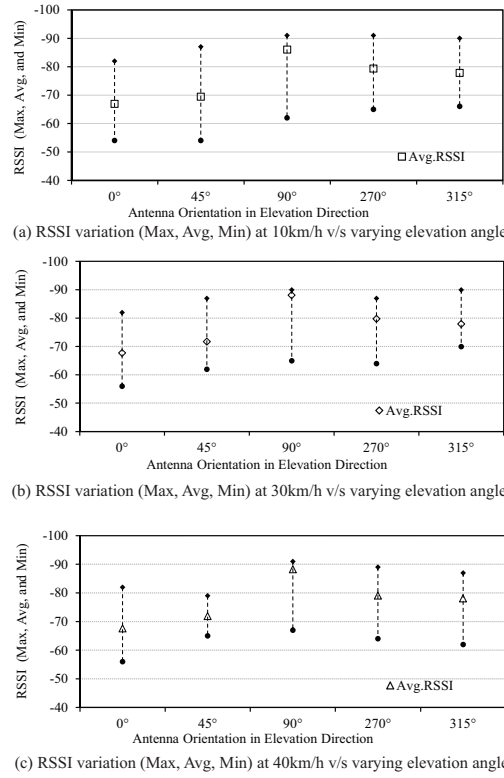 -100
-90
-80
-70
-60
-50
-40
RSSI (Max, Avg, and Min)
Avg.RSSI
0° 45° 90° 270° 315°
Antenna Orientation in Elevation Direction
(a) RSSI variation (Max, Avg, Min) at 10km/h v/s varying elevation angle
-100
-90
-80
-70
-60
-50
-40
RSSI (Max, Avg, and Min)
Avg.RSSI
0° 45° 90° 270° 315°
Antenna Orientation in Elevation Direction
(b) RSSI variation (Max, Avg, Min) at 30km/h v/s varying elevation angle
-100
-90
-80
-70
-60
-50
-40
RSSI (Max, Avg, and Min)
Avg.RSSI
0° 45° 90° 270° 315°
Antenna Orientation in Elevation Direction
(c) RSSI variation (Max, Avg, Min) at 40km/h v/s varying elevation angle